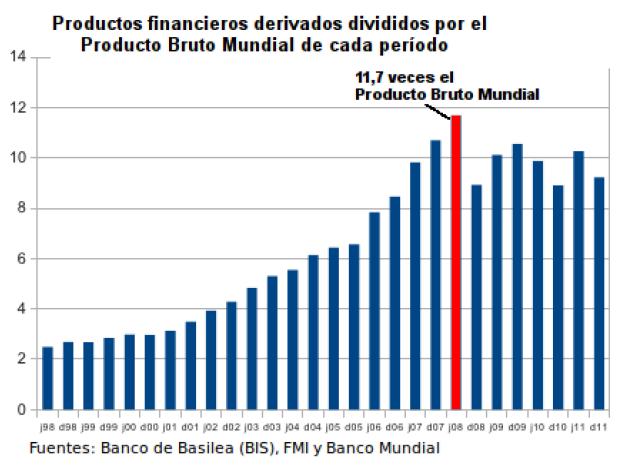 Productos financieros derivados divididos por el
Producto Bruto Mundial de cada período
14
11,7 veces el
Producto Bruto Mundial
12
10
8
6
4
2
0
j98 d98 j99 d99 j00 d00 j01 d01 j02 d02 j03 d03 j04 d04 j05 d05 j06 d06 j07 d07 j08 d08 j09 d09 j10 d10 j11 d11
Fuentes: Banco de Basilea (BIS), FMI y Banco Mundial